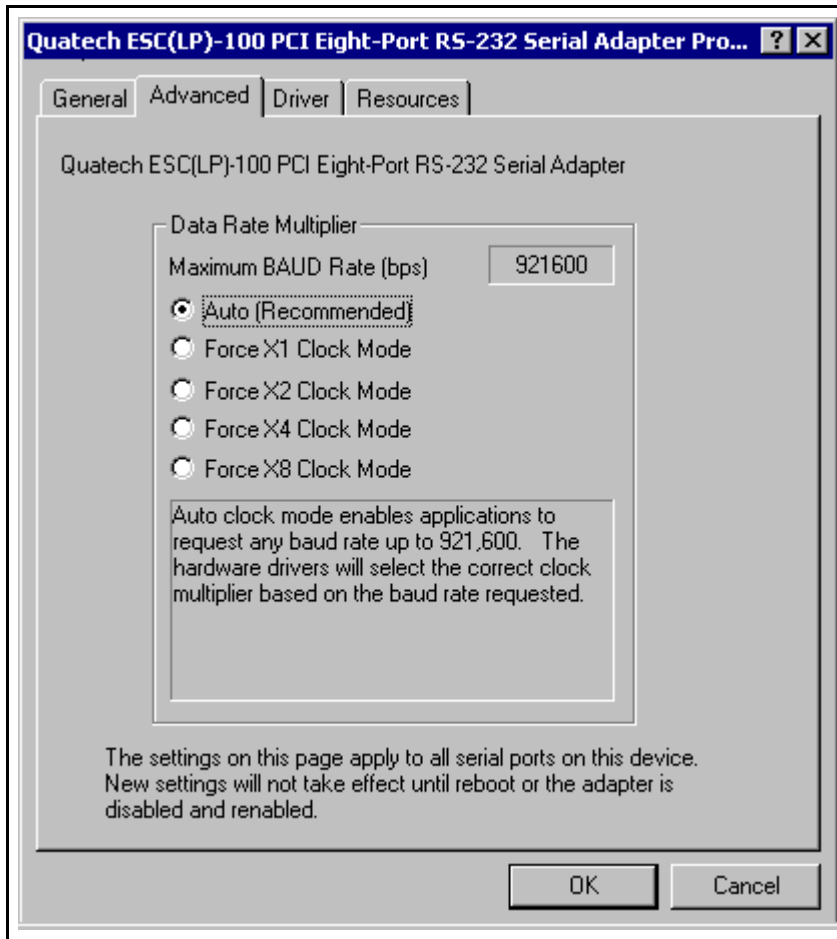 Quatech ESC(LP)-100 PCI Eight-Port RS-232 Serial Adapter Pro...
General Advanced Driver Resources
Quatech ESC(LP)-100 PCI Eight-Port RS-232 Serial Adapter
Data Rate Multiplier
Maximum BAUD Rate (bps) 921600
Auto (Recommended)
Force X1 Clock Mode
Force X2 Clock Mode
Force X4 Clock Mode
Force X8 Clock Mode
Auto clock mode enables applications to
request any baud rate up to 921,600. The
hardware drivers will select the correct clock
multiplier based on the baud rate requested.
The settings on this page apply to all serial ports on this device.
New settings will not take effect until reboot or the adapter is
disabled and renabled.
OK Cancel